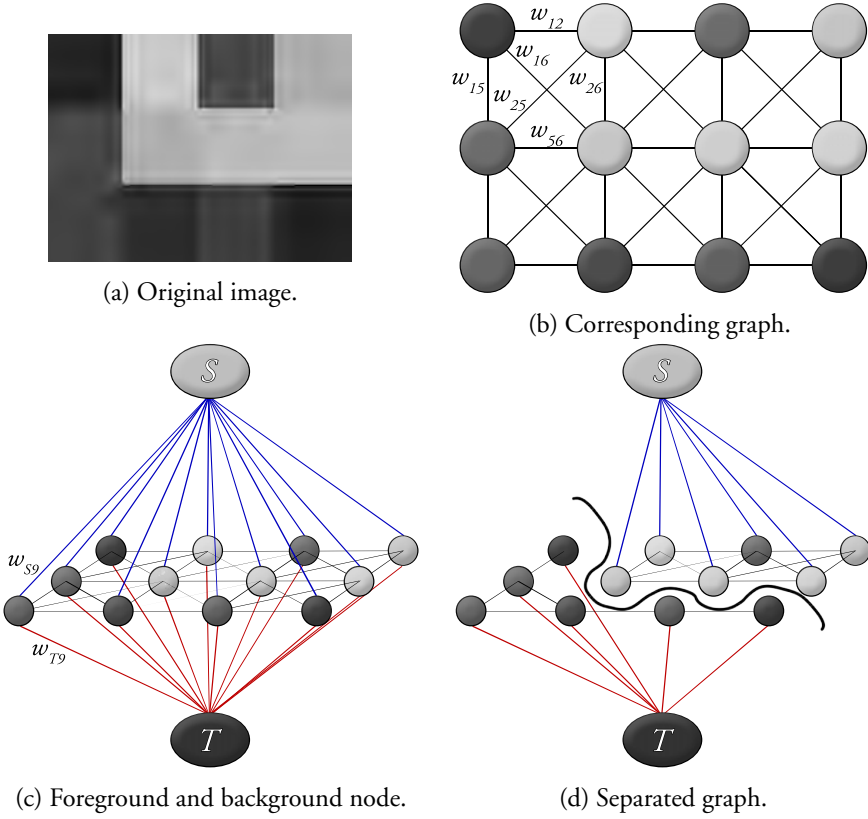 w12
w16
w15
w26
w25
w56
(a) Original image.
(b) Corresponding graph.
S
S
wS9
wT9
T
T
(c) Foreground and background node.
(d) Separated graph.